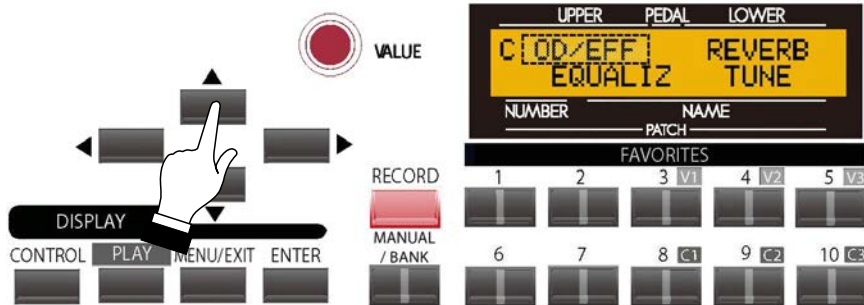 VALUE
UPPER PEDAL LOWER
C OD/EFF REVERB
EQUALIZ TUNE
NUMBER NAME
PATCH
FAVORITES
RECORD
1 2 3 V1 4 V2 5 V3
DISPLAY
CONTROL PLAY MENU/EXIT ENTER
MANUAL
/ BANK
6 7 8 C1 9 C2 10 C3